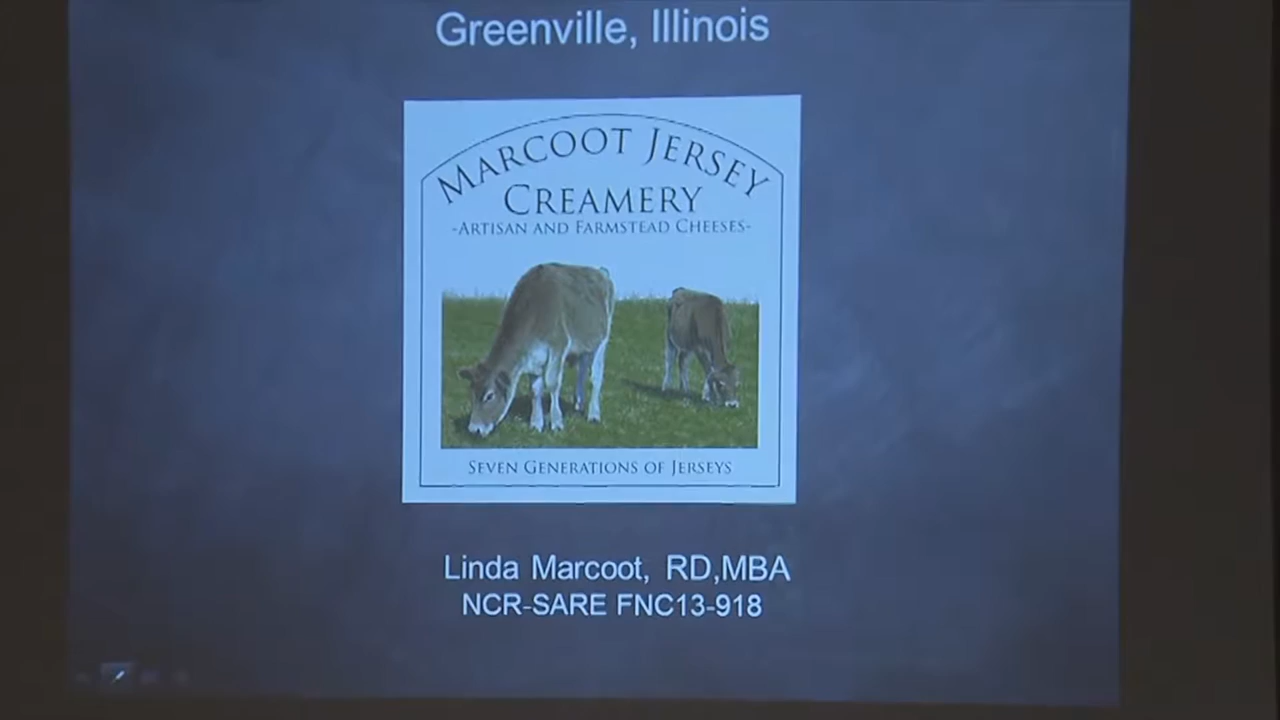 Greenville, Illinois
MARCOOT JERSEY
CREAMERY
-ARTISAN AND FARMSTEAD CHEESES-
SEVEN GENERATIONS OF JERSEYS
Linda Marcoot, RD,MBA
NCR-SARE FNC13-918